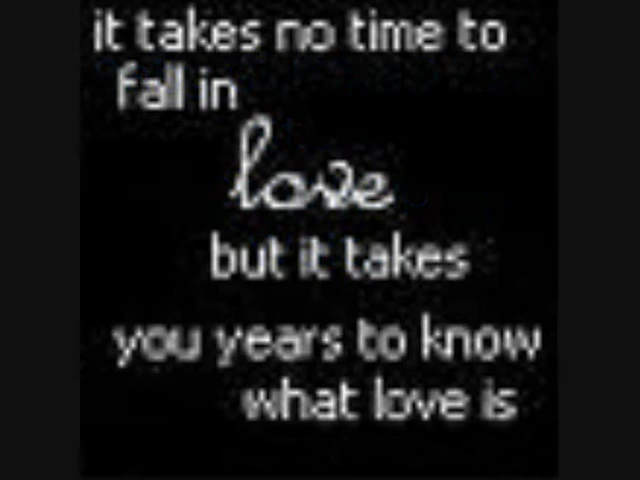 it takes no time to
fall in
love
but it takes
you years to know
what love is